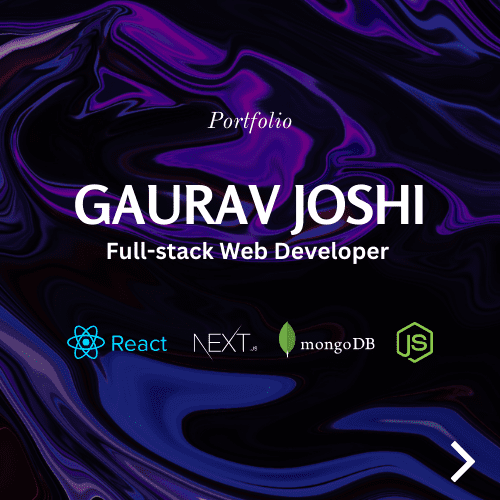 Portfolio
GAURAV JOSHI
Full-stack Web Developer
React NEXT.JS mongoDB JS